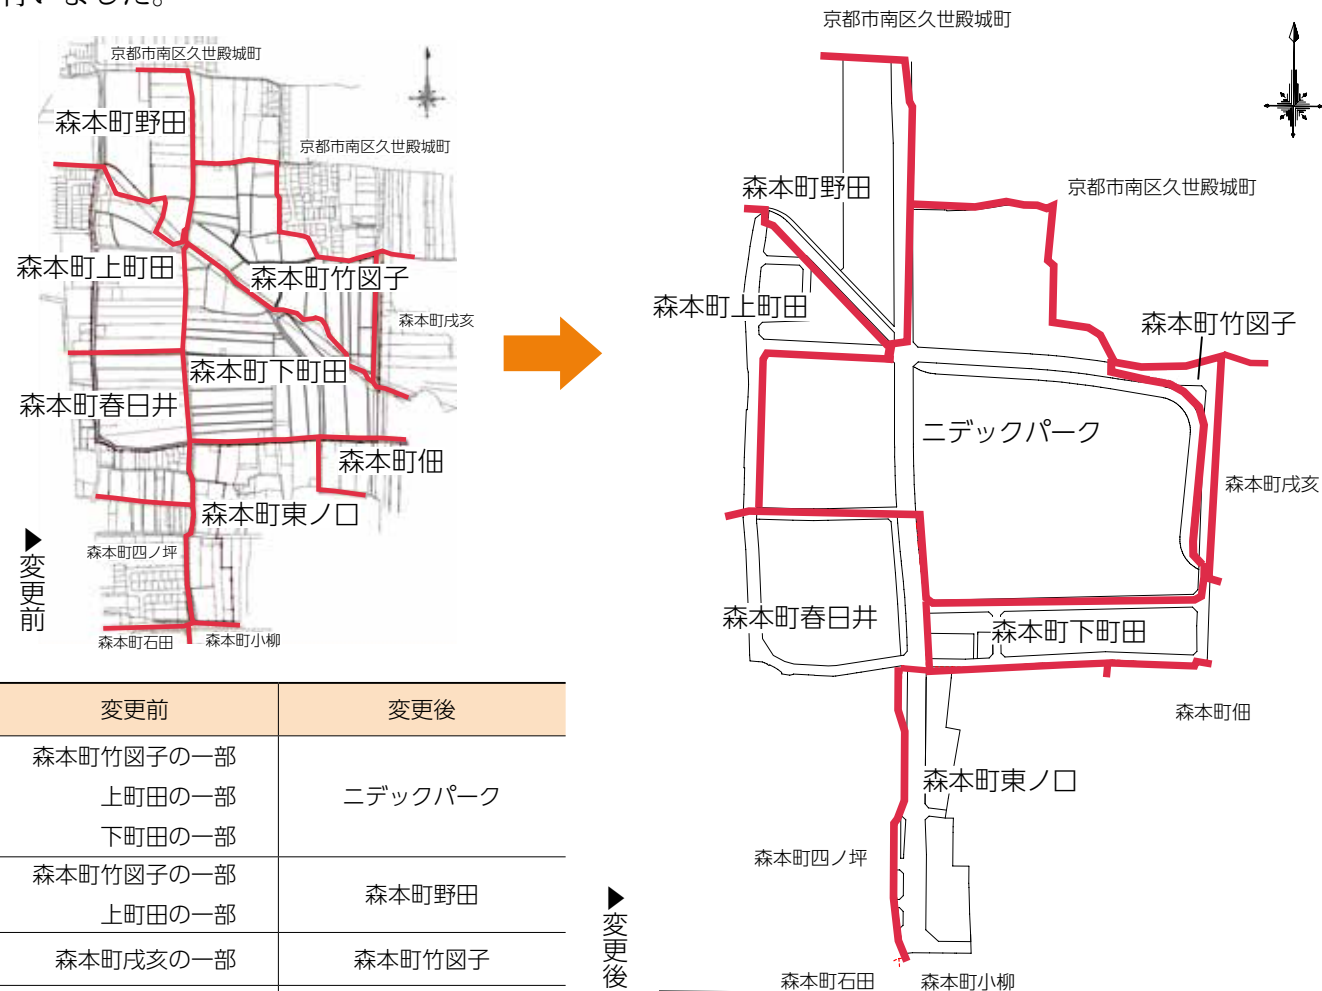 行いました。
京都市南区久世殿城町
森本町野田
京都市南区久世殿城町
森本町上町田
森本町竹図子
森本町戌亥
森本町下町田
森本町春日井
森本町佃
森本町東ノ口
森本町四ノ坪
森本町石田
森本町小柳
▶変更前
京都市南区久世殿城町
森本町野田
京都市南区久世殿城町
森本町上町田
森本町竹図子
ニデックパーク
森本町戌亥
森本町春日井
森本町下町田
森本町佃
森本町東ノ口
森本町四ノ坪
森本町石田
森本町小柳
▶変更後
変更前 変更後
森本町竹図子の一部
上町田の一部 ニデックパーク
下町田の一部
森本町竹図子の一部
森本町野田
上町田の一部
森本町戌亥の一部 森本町竹図子